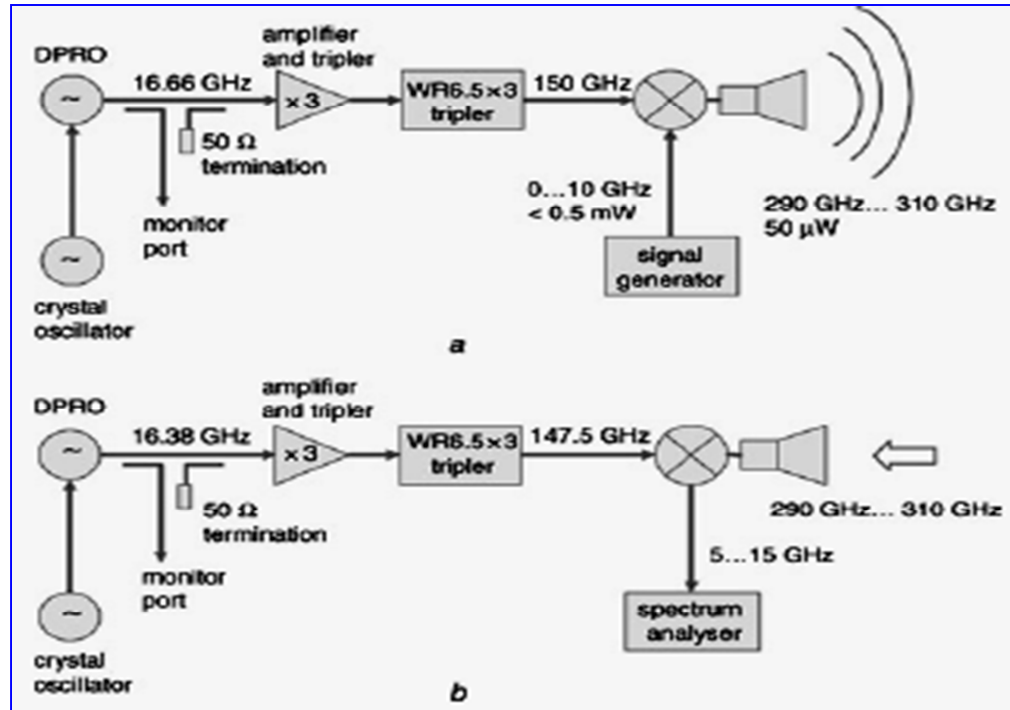 amplifier
and tripler
DPRO
16.66 GHz
× 3
WR6.5×3
tripler
150 GHz
50 Ω
termination
monitor
port
0...10 GHz
< 0.5 mW
290 GHz... 310 GHz
50 μW
signal
generator
~
~
crystal
oscillator
a
amplifier
and tripler
DPRO
16.38 GHz
× 3
WR6.5×3
tripler
147.5 GHz
50 Ω
termination
290 GHz... 310 GHz
monitor
port
5...15 GHz
spectrum
analyser
~
~
crystal
oscillator
b